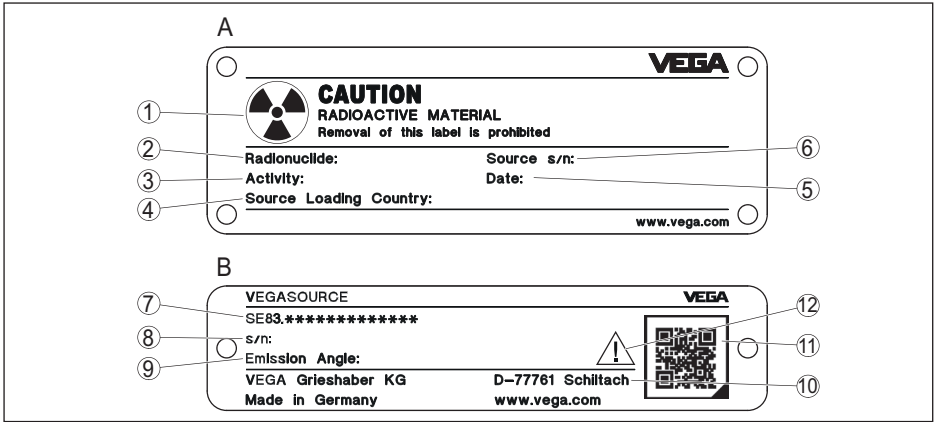 A
VEGA
CAUTION
RADIOACTIVE MATERIAL
Removal of this label is prohibited
1
2
Radionuclide:
Source s/n:
6
3
Activity:
Date:
5
4
Source Loading Country:
www.vega.com
B
7
VEGASOURCE
VEGA
12
SE83.*************
8
s/n:
11
9
Emission Angle:
!
VEGA Grieshaber KG
D-77761 Schiltach
10
Made in Germany
www.vega.com